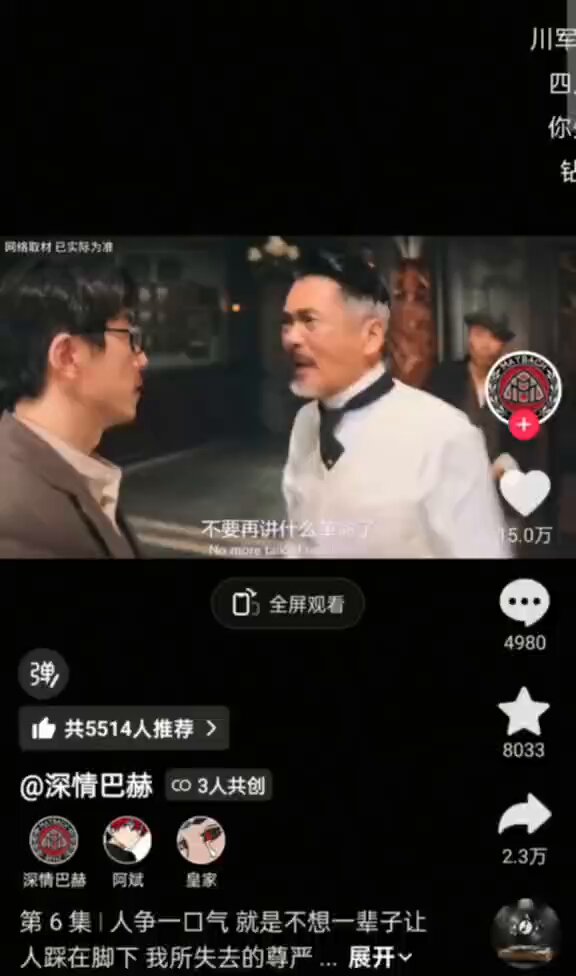 川军
四
你
钻
网络取材 已实际为准
MAYBACH
不要再讲什么革命了
No more talk of
15.0万
全屏观看
4980
弹
共5514人推荐
8033
@深情巴赫 3人共创
2.3万
深情巴赫 阿斌 皇家
第 6 集 | 人争一口气 就是不想一辈子让
人踩在脚下 我所失去的尊严 ... 展开